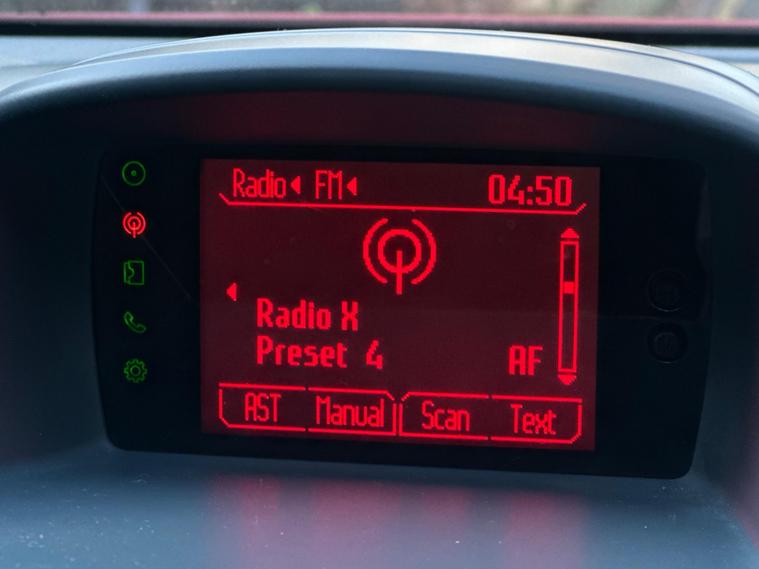 Radio FM 04:50
Radio X
Preset 4 AF
AST Manual Scan Text